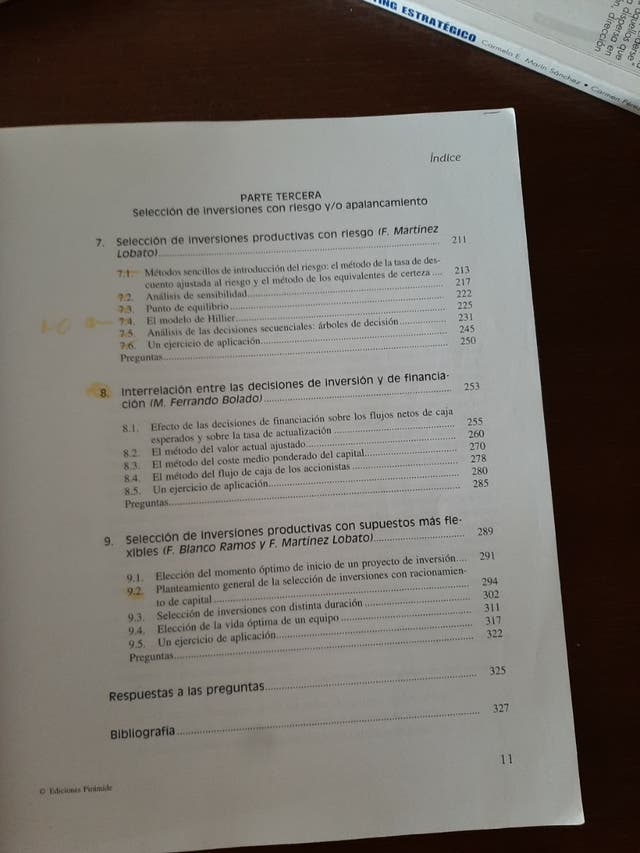 ING ESTRATÉGICO Carmelo E. Marín Sánchez • Carmen
Índice
PARTE TERCERA
Selección de inversiones con riesgo y/o apalancamiento
7. Selección de inversiones productivas con riesgo (F. Martínez
Lobato) 211
7.1. Métodos sencillos de introducción del riesgo: el método de la tasa de des-
cuento ajustada al riesgo y el método de los equivalentes de certeza .... 213
7.2. Análisis de sensibilidad 217
7.3. Punto de equilibrio 222
NO 7.4. El modelo de Hillier 225
7.5. Análisis de las decisiones secuenciales: árboles de decisión 231
7.6. Un ejercicio de aplicación 245
Preguntas 250
8. Interrelación entre las decisiones de inversión y de financia-
ción (M. Ferrando Bolado) 253
8.1. Efecto de las decisiones de financiación sobre los flujos netos de caja
esperados y sobre la tasa de actualización 255
8.2. El método del valor actual ajustado 260
8.3. El método del coste medio ponderado del capital 270
8.4. El método del flujo de caja de los accionistas 278
8.5. Un ejercicio de aplicación 280
Preguntas 285
9. Selección de inversiones productivas con supuestos más fle-
xibles (F. Blanco Ramos y F. Martínez Lobato) 289
9.1. Elección del momento óptimo de inicio de un proyecto de inversión.... 291
9.2. Planteamiento general de la selección de inversiones con racionamien-
to de capital 294
9.3. Selección de inversiones con distinta duración 302
9.4. Elección de la vida óptima de un equipo 311
9.5. Un ejercicio de aplicación 317
Preguntas 322
Respuestas a las preguntas 325
Bibliografía 327
11
© Ediciones Pirámide